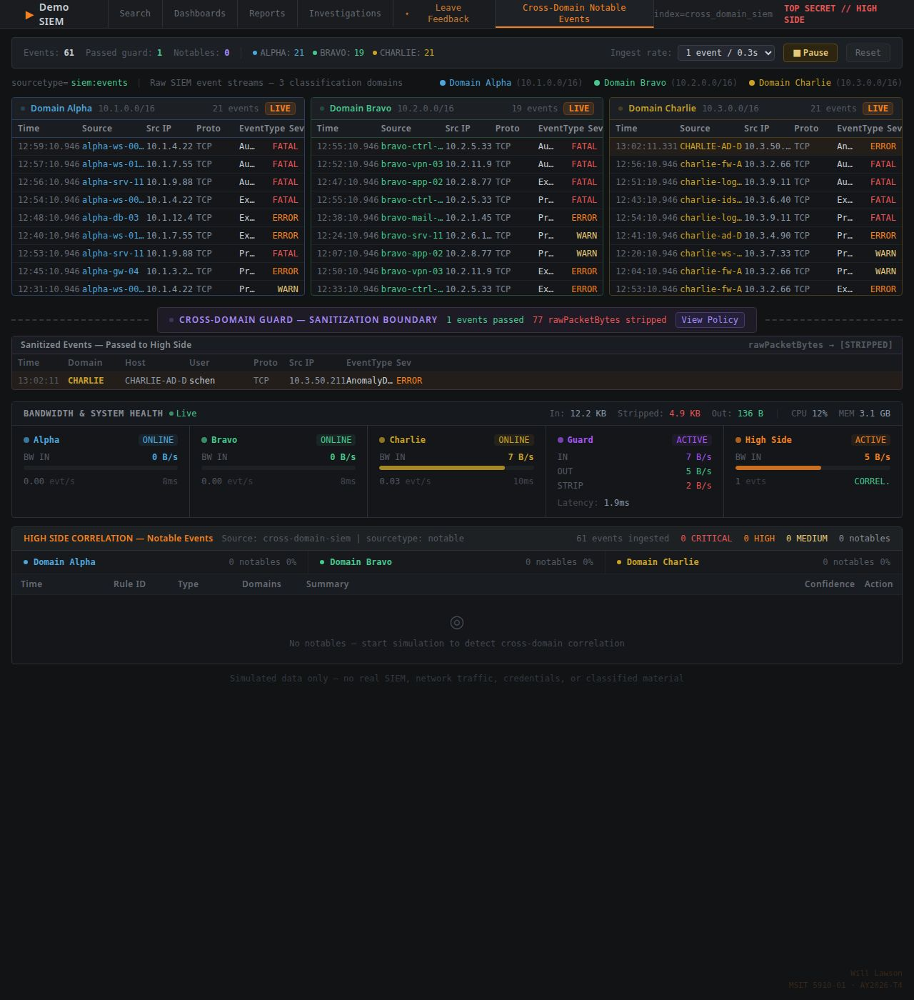 ▶ Demo SIEM Search Dashboards Reports Investigations ✦ Leave Feedback Cross-Domain Notable Events index=cross_domain_siem TOP SECRET // HIGH SIDE
Events: 61 Passed guard: 1 Notables: 0 ALPHA: 21 BRAVO: 19 CHARLIE: 21 Ingest rate: 1 event / 0.3s Pause Reset
sourcetype= siem:events | Raw SIEM event streams — 3 classification domains Domain Alpha (10.1.0.0/16) Domain Bravo (10.2.0.0/16) Domain Charlie (10.3.0.0/16)
Domain Alpha 10.1.0.0/16 21 events LIVE
Time Source Src IP Proto EventType Sev
12:59:10.946 alpha-ws-00… 10.1.4.22 TCP Au… FATAL
12:57:10.946 alpha-ws-01… 10.1.7.55 TCP Au… FATAL
12:56:10.946 alpha-srv-11 10.1.9.88 TCP Au… FATAL
12:54:10.946 alpha-ws-00… 10.1.4.22 TCP Ex… FATAL
12:48:10.946 alpha-db-03 10.1.12.4 TCP Ex… ERROR
12:40:10.946 alpha-ws-01… 10.1.7.55 TCP Ex… ERROR
12:53:10.946 alpha-srv-11 10.1.9.88 TCP Pr… FATAL
12:45:10.946 alpha-gw-04 10.1.3.2… TCP Pr… ERROR
12:31:10.946 alpha-ws-00… 10.1.4.22 TCP Pr… WARN
Domain Bravo 10.2.0.0/16 19 events LIVE
Time Source Src IP Proto EventType Sev
12:55:10.946 bravo-ctrl-… 10.2.5.33 TCP Au… FATAL
12:52:10.946 bravo-vpn-03 10.2.11.9 TCP Au… FATAL
12:47:10.946 bravo-app-02 10.2.8.77 TCP Ex… FATAL
12:55:10.946 bravo-ctrl-… 10.2.5.33 TCP Pr… FATAL
12:38:10.946 bravo-mail-… 10.2.1.45 TCP Pr… ERROR
12:24:10.946 bravo-srv-11 10.2.6.1… TCP Pr… WARN
12:07:10.946 bravo-app-02 10.2.8.77 TCP Pr… WARN
12:50:10.946 bravo-vpn-03 10.2.11.9 TCP Ex… ERROR
12:33:10.946 bravo-ctrl-… 10.2.5.33 TCP Ex… ERROR
Domain Charlie 10.3.0.0/16 21 events LIVE
Time Source Src IP Proto EventType Sev
13:02:11.331 CHARLIE-AD-D 10.3.50.… TCP An… ERROR
12:56:10.946 charlie-fw-A 10.3.2.66 TCP Au… FATAL
12:51:10.946 charlie-log… 10.3.9.11 TCP Au… FATAL
12:43:10.946 charlie-ids… 10.3.6.40 TCP Ex… FATAL
12:54:10.946 charlie-log… 10.3.9.11 TCP Pr… FATAL
12:41:10.946 charlie-ad-D 10.3.4.90 TCP Pr… ERROR
12:20:10.946 charlie-ws-… 10.3.7.33 TCP Pr… WARN
12:04:10.946 charlie-fw-A 10.3.2.66 TCP Pr… WARN
12:53:10.946 charlie-fw-A 10.3.2.66 TCP Ex… ERROR
CROSS-DOMAIN GUARD — SANITIZATION BOUNDARY 1 events passed 77 rawPacketBytes stripped View Policy
Sanitized Events — Passed to High Side rawPacketBytes → [STRIPPED]
Time Domain Host User Proto Src IP EventType Sev
13:02:11 CHARLIE CHARLIE-AD-D schen TCP 10.3.50.211 AnomalyD… ERROR
BANDWIDTH & SYSTEM HEALTH Live In: 12.2 KB Stripped: 4.9 KB Out: 136 B | CPU 12% MEM 3.1 GB
Alpha ONLINE
BW IN 0 B/s
0.00 evt/s 8ms
Bravo ONLINE
BW IN 0 B/s
0.00 evt/s 8ms
Charlie ONLINE
BW IN 7 B/s
0.03 evt/s 10ms
Guard ACTIVE
IN 7 B/s
OUT 5 B/s
STRIP 2 B/s
Latency: 1.9ms
High Side ACTIVE
BW IN 5 B/s
1 evts CORREL.
HIGH SIDE CORRELATION — Notable Events Source: cross-domain-siem | sourcetype: notable 61 events ingested 0 CRITICAL 0 HIGH 0 MEDIUM 0 notables
Domain Alpha 0 notables 0% Domain Bravo 0 notables 0% Domain Charlie 0 notables 0%
Time Rule ID Type Domains Summary Confidence Action
No notables — start simulation to detect cross-domain correlation
Simulated data only — no real SIEM, network traffic, credentials, or classified material
Will Lawson
MSIT 5910-01 · AY2026-T4